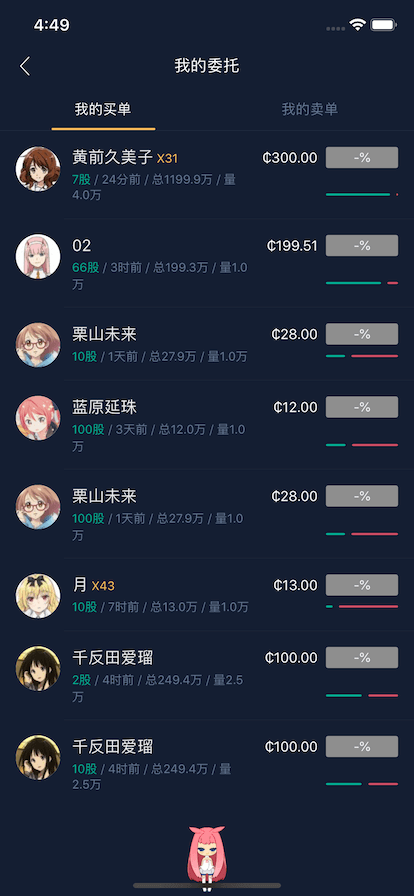 4:49
我的委托
我的买单 我的卖单
黄前久美子 X31 ₵300.00 -%
7股 / 24分前 / 总1199.9万 / 量
4.0万
02 ₵199.51 -%
66股 / 3时前 / 总199.3万 / 量1.0
万
栗山未来 ₵28.00 -%
10股 / 1天前 / 总27.9万 / 量1.0万
蓝原延珠 ₵12.00 -%
100股 / 3天前 / 总12.0万 / 量1.0
万
栗山未来 ₵28.00 -%
100股 / 1天前 / 总27.9万 / 量1.0
万
月 X43 ₵13.00 -%
10股 / 7时前 / 总13.0万 / 量1.0万
千反田爱瑠 ₵100.00 -%
2股 / 4时前 / 总249.4万 / 量2.5
万
千反田爱瑠 ₵100.00 -%
10股 / 4时前 / 总249.4万 / 量
2.5万